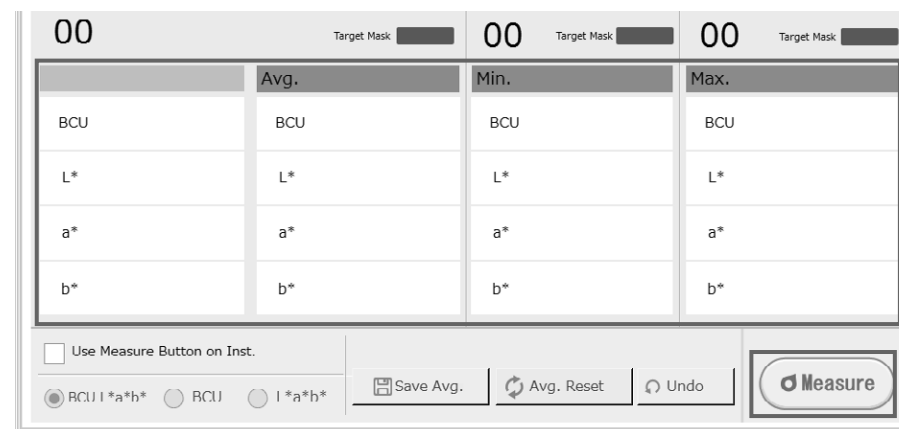 00 Target Mask 00 Target Mask 00 Target Mask
Avg. Min. Max.
BCU BCU BCU BCU
L* L* L* L*
a* a* a* a*
b* b* b* b*
Use Measure Button on Inst.
BCU L*a*b* BCU L*a*b* Save Avg. Avg. Reset Undo Measure